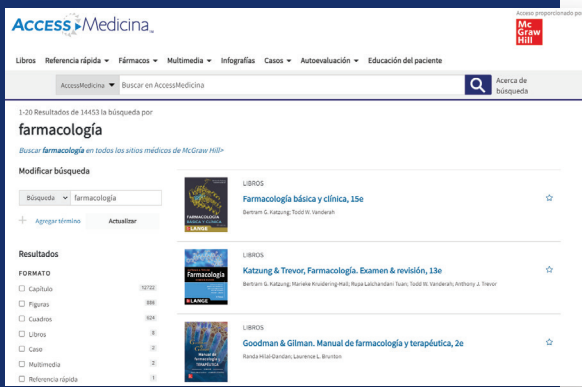 Acceso proporcionado por
AccessMedicina
Mc
Graw
Hill
Libros Referencia rápida Fármacos Multimedia Infografías Casos Autoevaluación Educación del paciente
AccessMedicina Buscar en AccessMedicina
Acerca de
búsqueda
1-20 Resultados de 14453 la búsqueda por
farmacología
Buscar farmacología en todos los sitios médicos de McGraw Hill>
Modificar búsqueda
Búsqueda farmacología
+ Agregar término Actualizar
Resultados
FORMATO
Capítulo 12722
Figuras
Cuadros 624
Libros 8
Caso 2
Multimedia 2
Referencia rápida 1
FARMACOLOGÍA
BÁSICA Y CLÍNICA
LANGE
LIBROS
Farmacología básica y clínica, 15e
Bertram G. Katzung; Todd W. Vanderah
Farmacología
LANGE
LIBROS
Katzung & Trevor, Farmacología. Examen & revisión, 13e
Bertram G. Katzung, Marieke Kruidering-Hall; Rupa Lalchandani Tuan, Todd W. Vanderah, Anthony J. Trevor
Manual de
farmacología y
terapéutica
LIBROS
Goodman & Gilman. Manual de farmacología y terapéutica, 2e
Randa Hilal-Dandan, Laurence L. Brunton